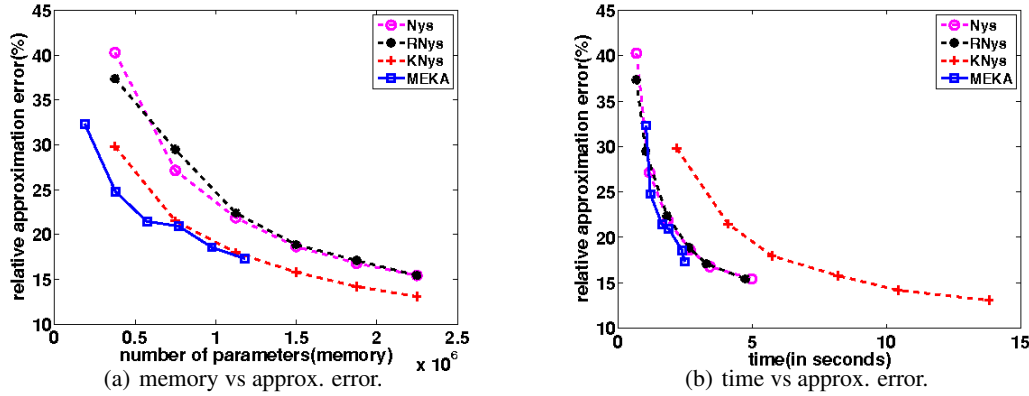 relative approximation error(%)
45
40
35
30
25
20
15
10
0
0.5
1
1.5
2
2.5
x 10^6
number of parameters(memory)
Nys
RNys
KNys
MEKA
(a) memory vs approx. error.
relative approximation error(%)
45
40
35
30
25
20
15
10
0
5
10
15
time(in seconds)
Nys
RNys
KNys
MEKA
(b) time vs approx. error.